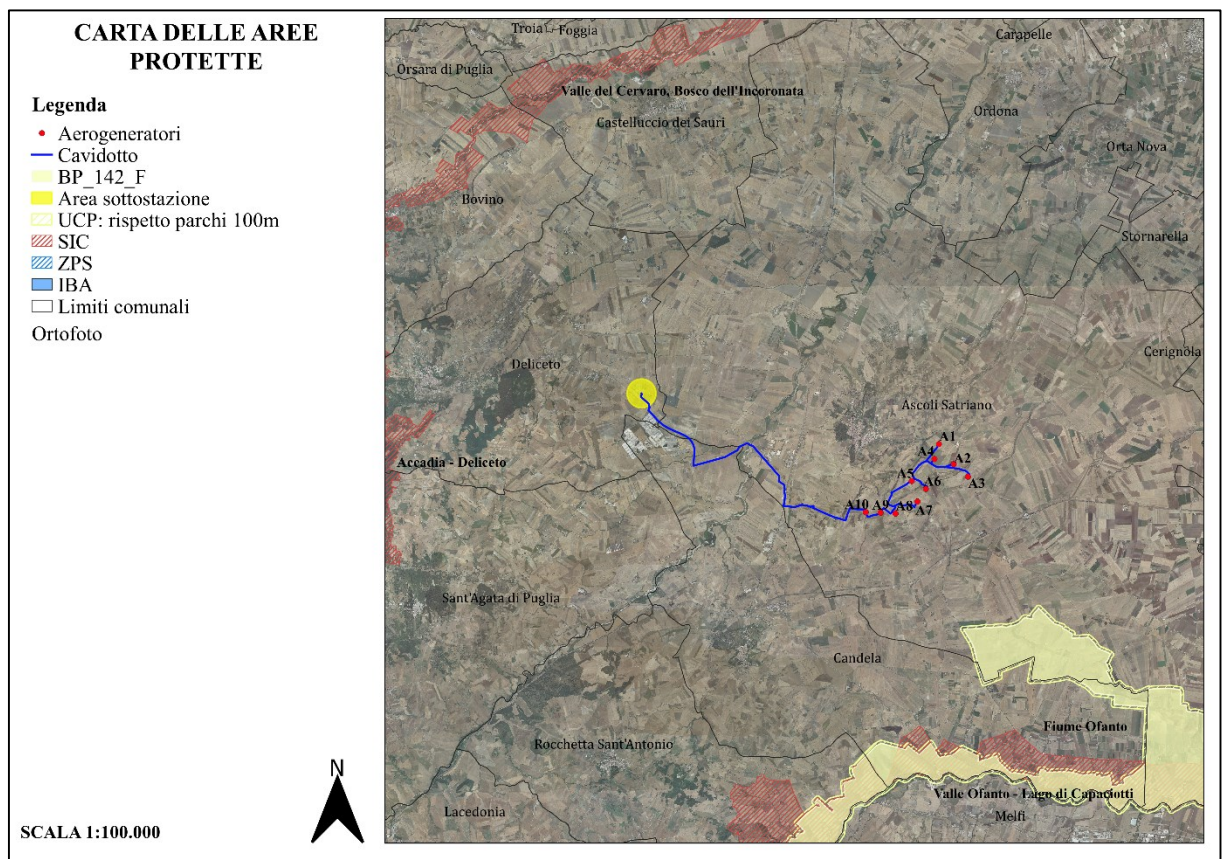 CARTA DELLE AREE
PROTETTE
Legenda
Aerogeneratori
Cavidotto
BP_142_F
Area sottostazione
UCP: rispetto parchi 100m
SIC
ZPS
IBA
Limiti comunali
Ortofoto
N
SCALA 1:100.000
Troia
Foggia
Carapelle
Orsara di Puglia
Valle del Cervaro, Bosco dell'Incoronata
Castelluccio dei Sauri
Ordona
Orta Nova
Bovino
Stornarella
Cerignola
Deliceto
Ascoli Satriano
A1
A4
A2
A3
Accadia - Deliceto
A5
A6
A10
A9
A8
A7
Sant'Agata di Puglia
Candela
Fiume Ofanto
Rocchetta Sant'Antonio
Valle Ofanto - Lago di Capaciotti
Lacedonia
Melfi